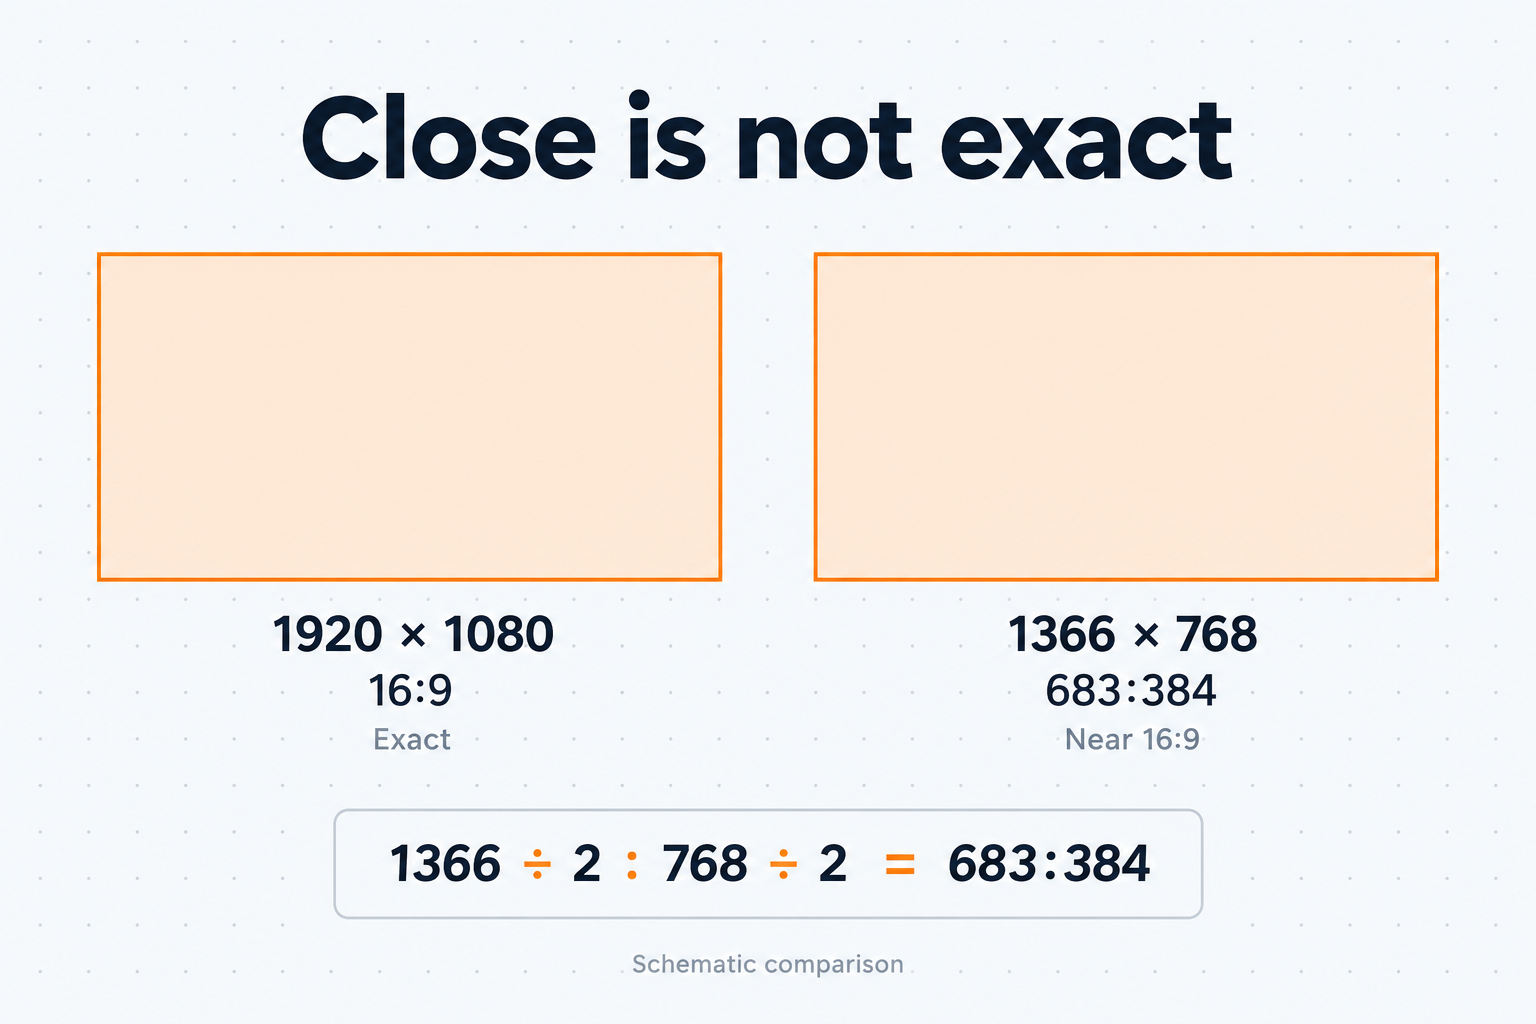 Close is not exact
1920 × 1080
16:9
Exact
1366 × 768
683:384
Near 16:9
1366 ÷ 2 : 768 ÷ 2 = 683:384
Schematic comparison